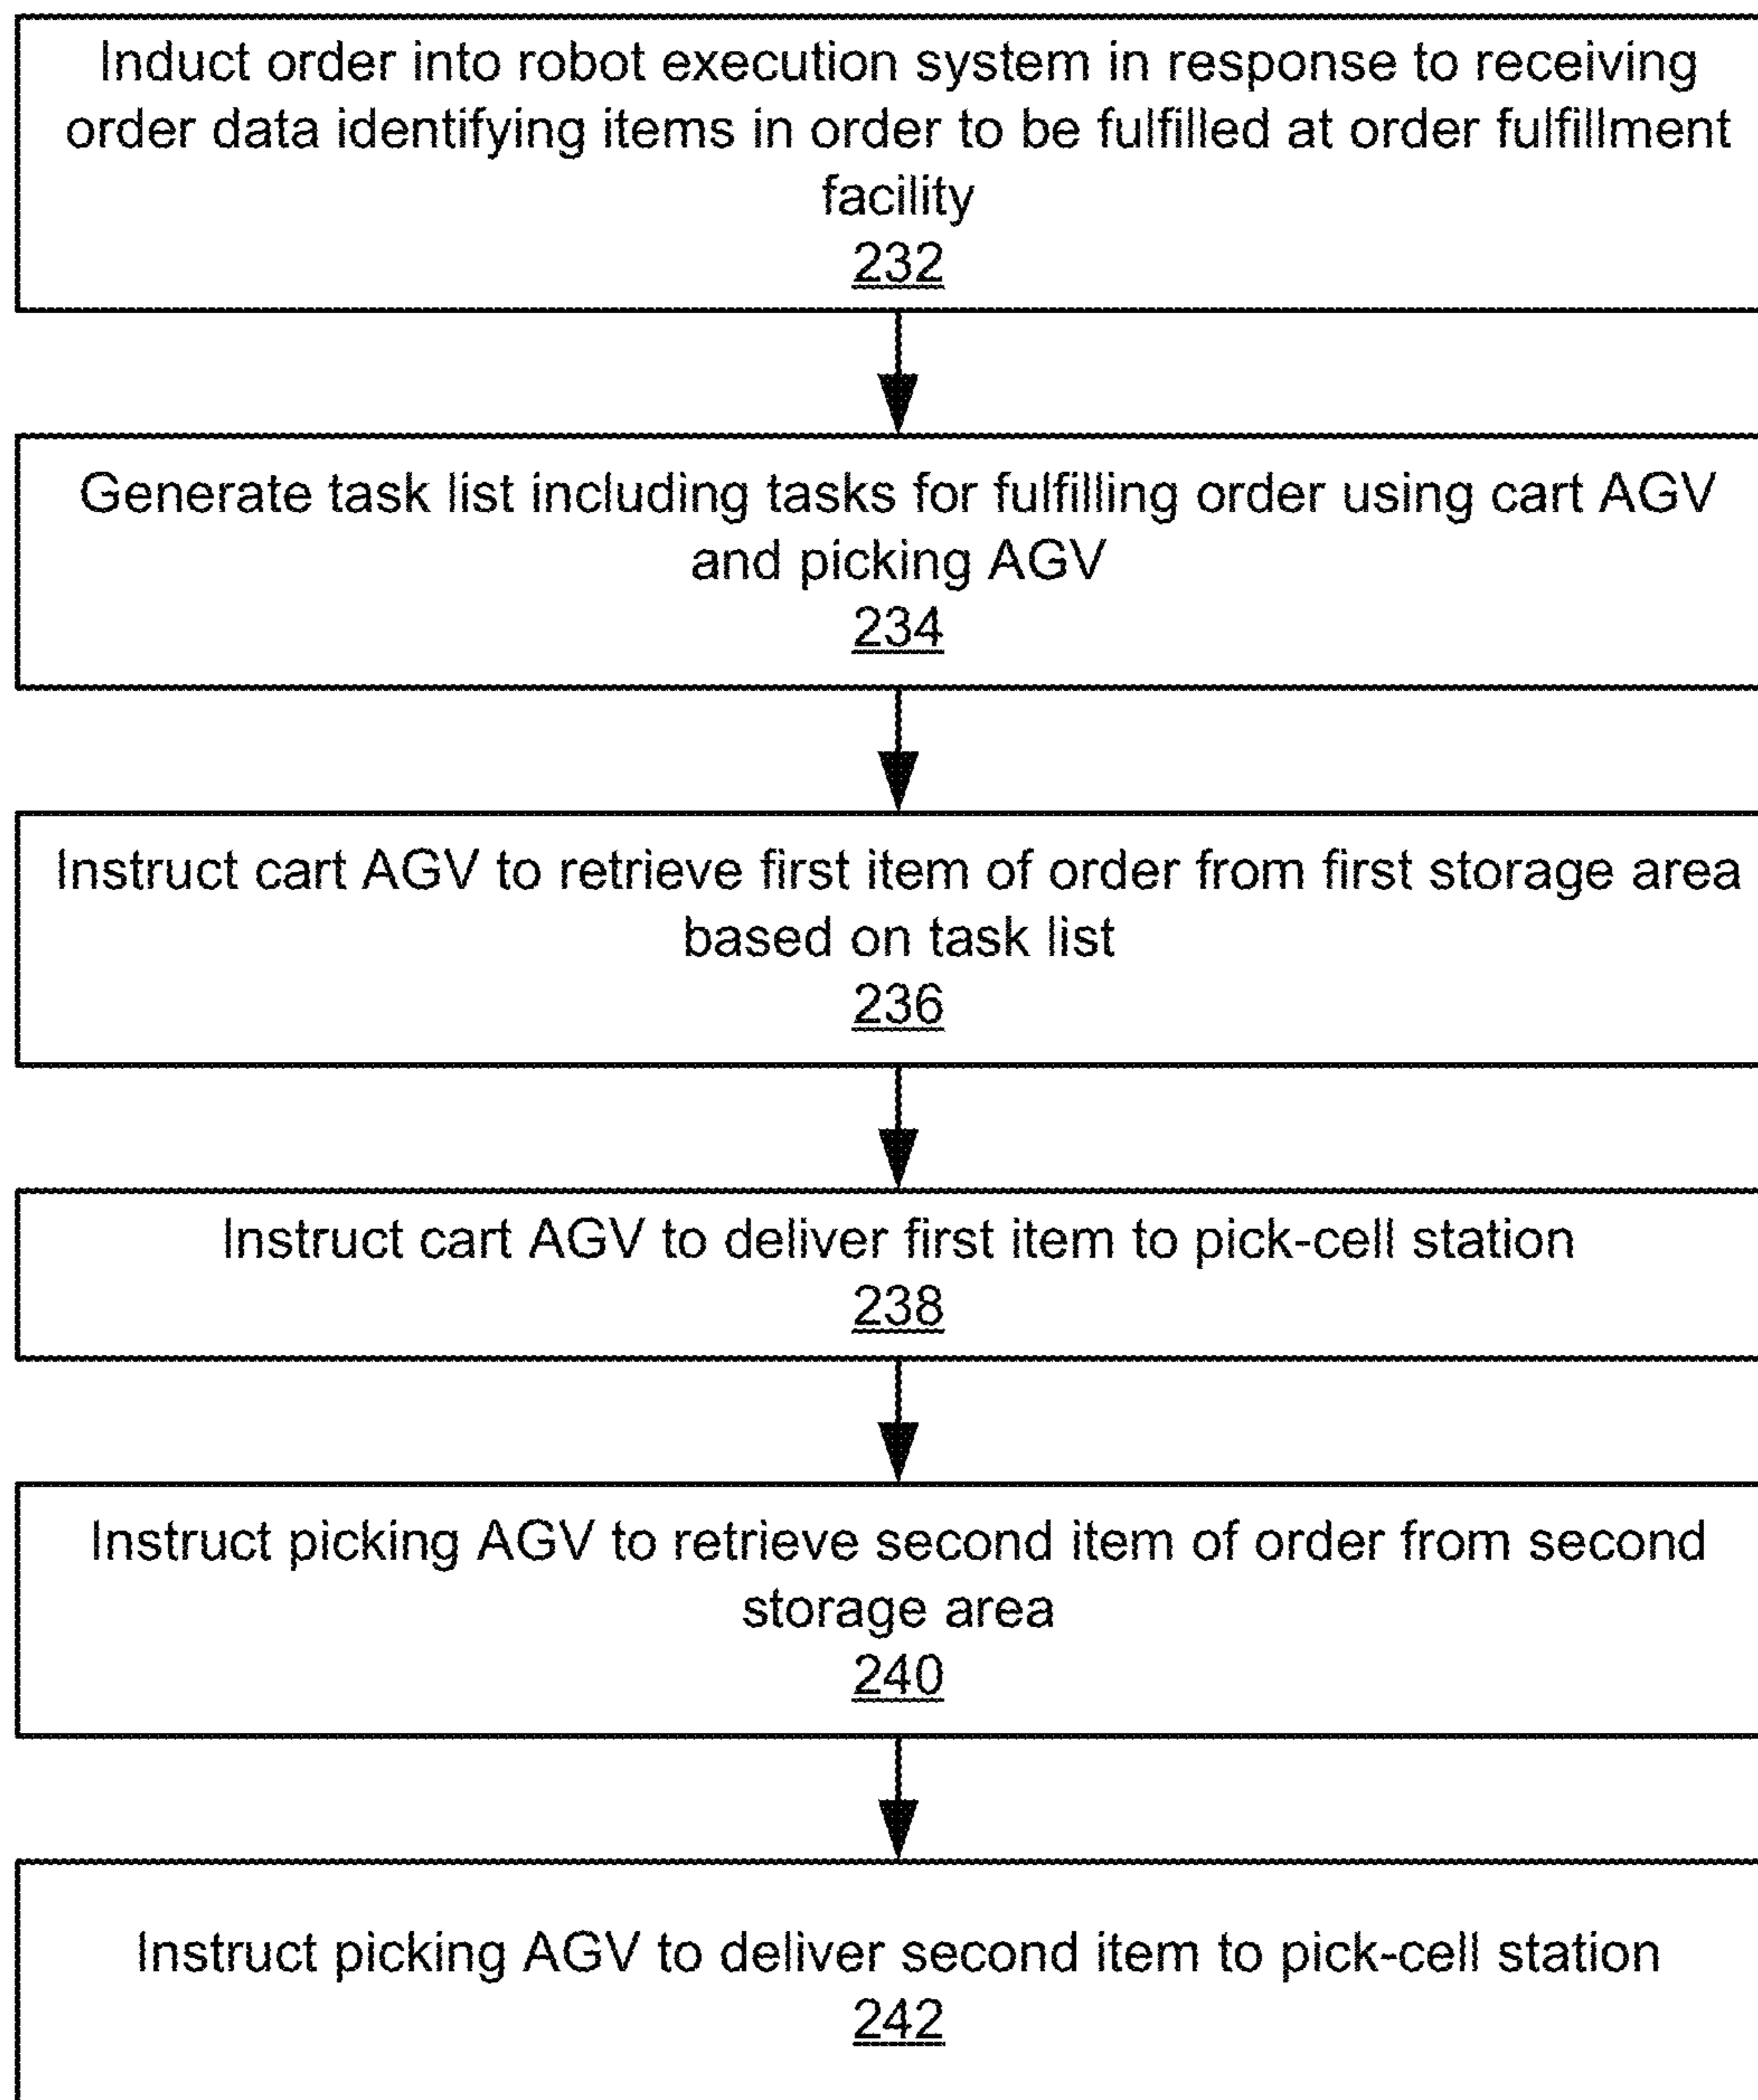 Induct order into robot execution system in response to receiving
order data identifying items in order to be fulfilled at order fulfillment
facility
232
Generate task list including tasks for fulfilling order using cart AGV
and picking AGV
234
Instruct cart AGV to retrieve first item of order from first storage area
based on task list
236
Instruct cart AGV to deliver first item to pick-cell station
238
Instruct picking AGV to retrieve second item of order from second
storage area
240
Instruct picking AGV to deliver second item to pick-cell station
242